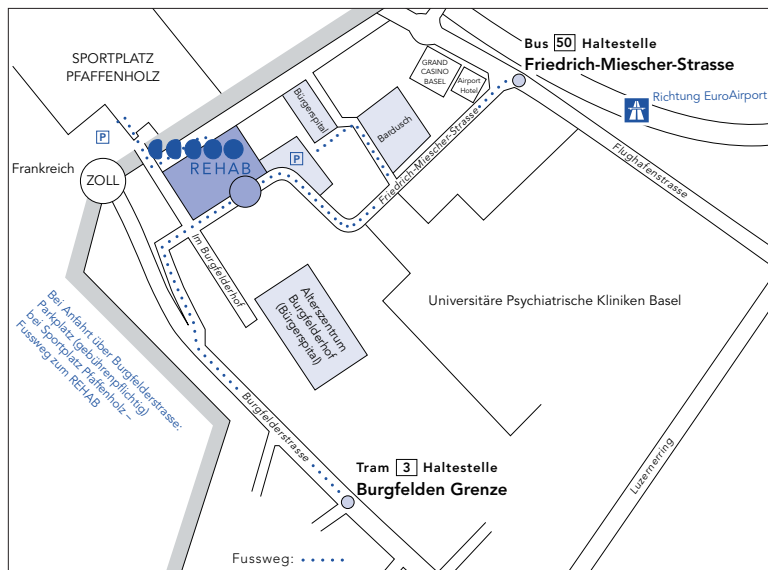 SPORTPLATZ
PFAFFENHOLZ
Bus 50 Haltestelle
Friedrich-Miescher-Strasse
GRAND
CASINO
BASEL
Airport
Hotel
Richtung EuroAirport
Bürgerspital
Bardusch
P
P
REHAB
Frankreich
ZOLL
Friedrich-Miescher-Strasse
Flughafenstrasse
Im Burgfelderhof
Universitäre Psychiatrische Kliniken Basel
Alterszentrum
Burgfelderhof
(Bürgerspital)
Bei Anfahrt über Burgfelderstrasse:
Parkplatz (gebührenpflichtig)
bei Sportplatz Pfaffenholz –
Fussweg zum REHAB
Burgfelderstrasse
Luzernerring
Tram 3 Haltestelle
Burgfelden Grenze
Fussweg: